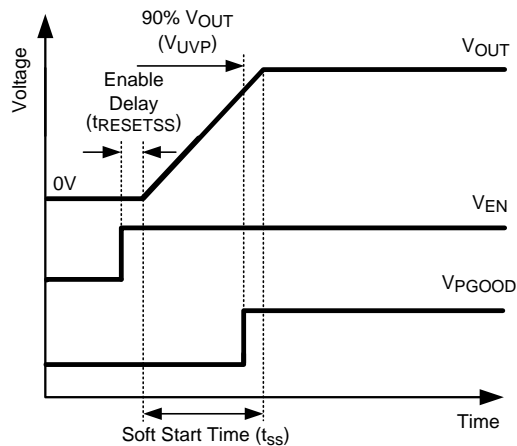 90% VOUT
(VUVP)
VOUT
Enable
Delay
(tRESETSS)
Voltage
0V
VEN
VPGOOD
Time
Soft Start Time (tss)